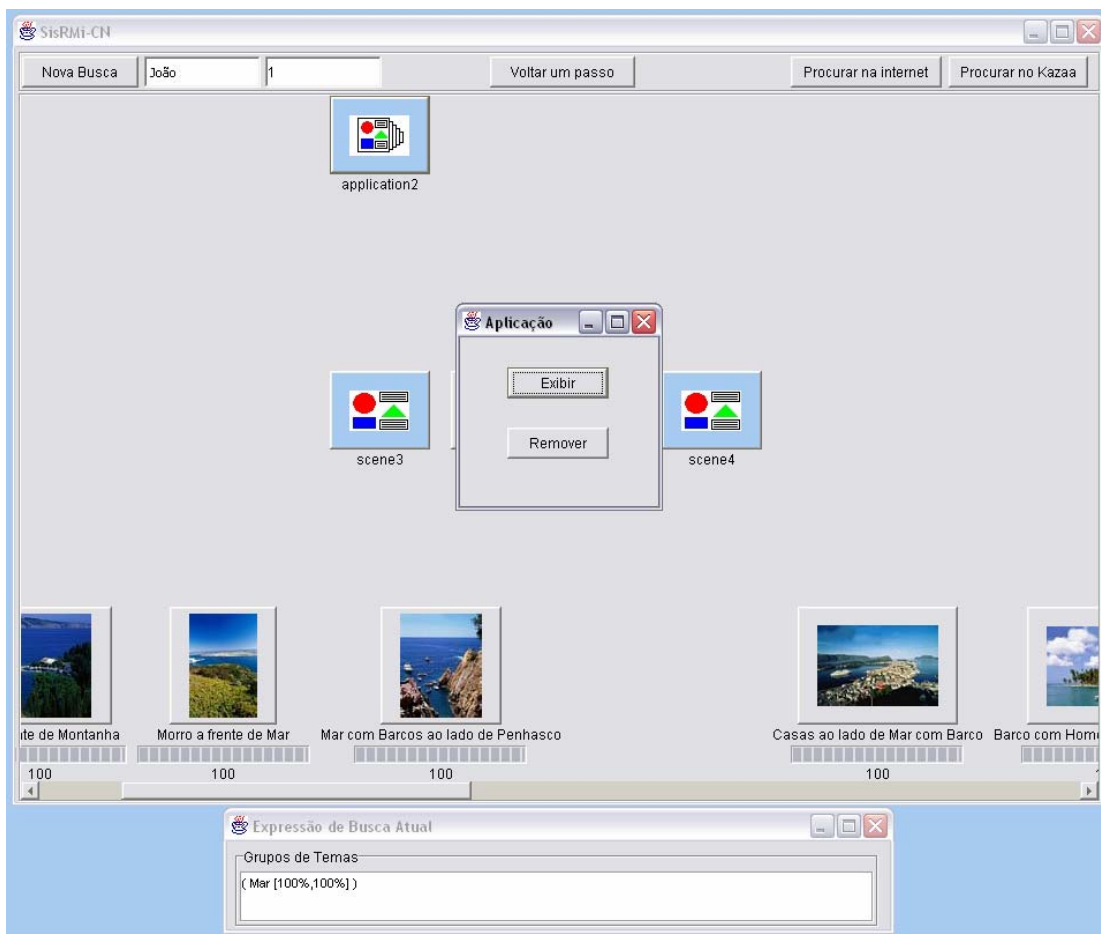 SisRMi-CN
Nova Busca João 1 Voltar um passo Procurar na internet Procurar no Kazaa
application2
Aplicação
Exibir
Remover
scene3 scene4
de Montanha Morro a frente de Mar Mar com Barcos ao lado de Penhasco Casas ao lado de Mar com Barco Barco com
100 100 100 100
Expressão de Busca Atual
Grupos de Temas
( Mar [100%,100%] )